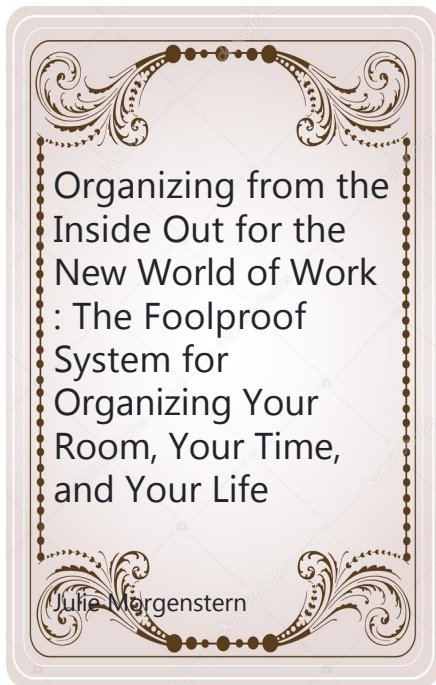 Organizing from the
Inside Out for the
New World of Work
: The Foolproof
System for
Organizing Your
Room, Your Time,
and Your Life
Julie Morgenstern